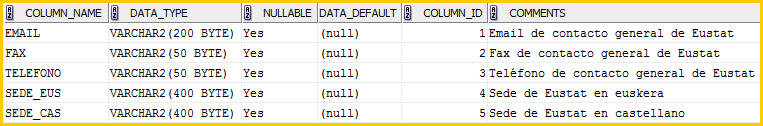 COLUMN_NAME DATA_TYPE NULLABLE DATA_DEFAULT COLUMN_ID COMMENTS
EMAIL VARCHAR2(200 BYTE) Yes (null) 1 Email de contacto general de Eustat
FAX VARCHAR2(50 BYTE) Yes (null) 2 Fax de contacto general de Eustat
TELEFONO VARCHAR2(50 BYTE) Yes (null) 3 Teléfono de contacto general de Eustat
SEDE_EUS VARCHAR2(400 BYTE) Yes (null) 4 Sede de Eustat en euskera
SEDE_CAS VARCHAR2(400 BYTE) Yes (null) 5 Sede de Eustat en castellano